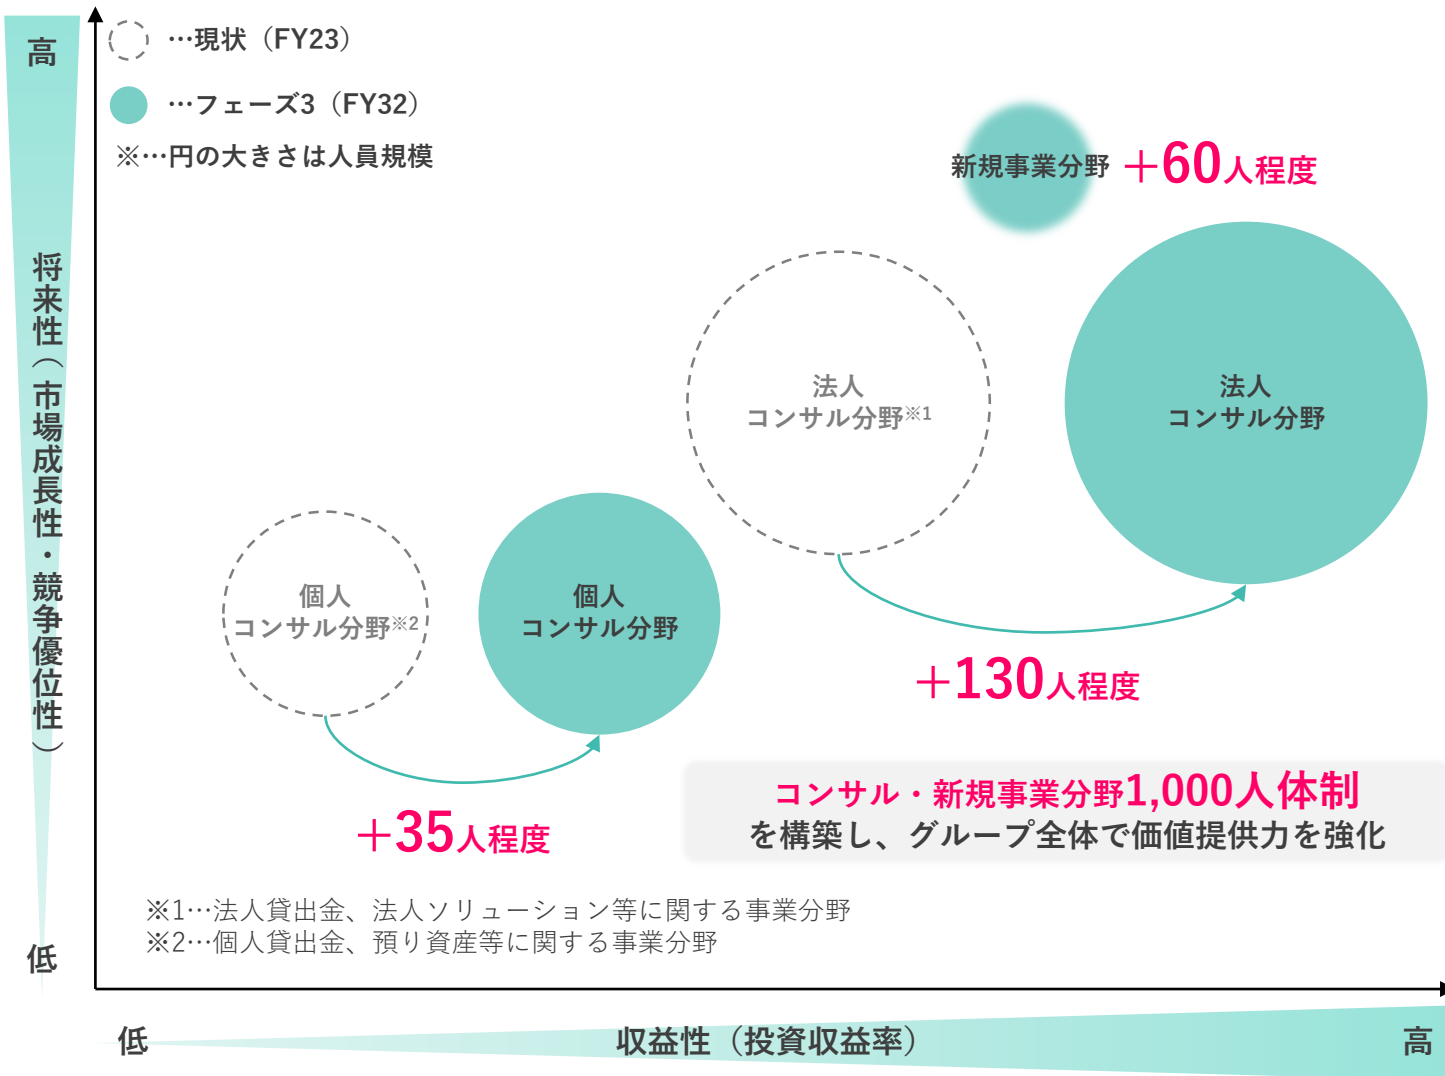 高
将来性（市場成長性・競争優位性）
低
…現状（FY23）
…フェーズ3（FY32）
※…円の大きさは人員規模
新規事業分野
＋60人程度
法人
コンサル分野※1
法人
コンサル分野
個人
コンサル分野※2
個人
コンサル分野
＋130人程度
＋35人程度
コンサル・新規事業分野1,000人体制
を構築し、グループ全体で価値提供力を強化
※1…法人貸出金、法人ソリューション等に関する事業分野
※2…個人貸出金、預り資産等に関する事業分野
低
収益性（投資収益率）
高